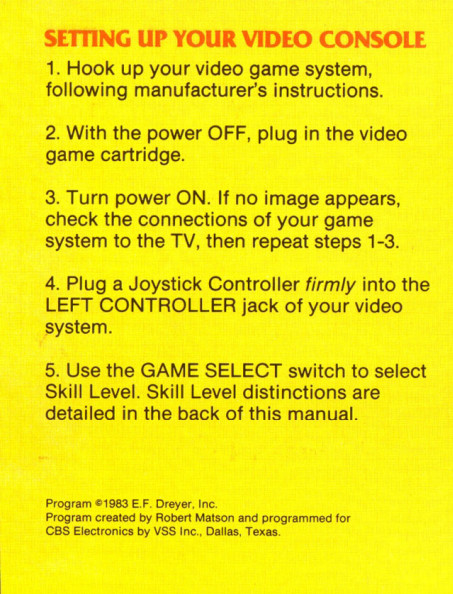 SETTING UP YOUR VIDEO CONSOLE
1. Hook up your video game system,
following manufacturer's instructions.
2. With the power OFF, plug in the video
game cartridge.
3. Turn power ON. If no image appears,
check the connections of your game
system to the TV, then repeat steps 1-3.
4. Plug a Joystick Controller firmly into the
LEFT CONTROLLER jack of your video
system.
5. Use the GAME SELECT switch to select
Skill Level. Skill Level distinctions are
detailed in the back of this manual.
Program ©1983 E.F. Dreyer, Inc.
Program created by Robert Matson and programmed for
CBS Electronics by VSS Inc., Dallas, Texas.